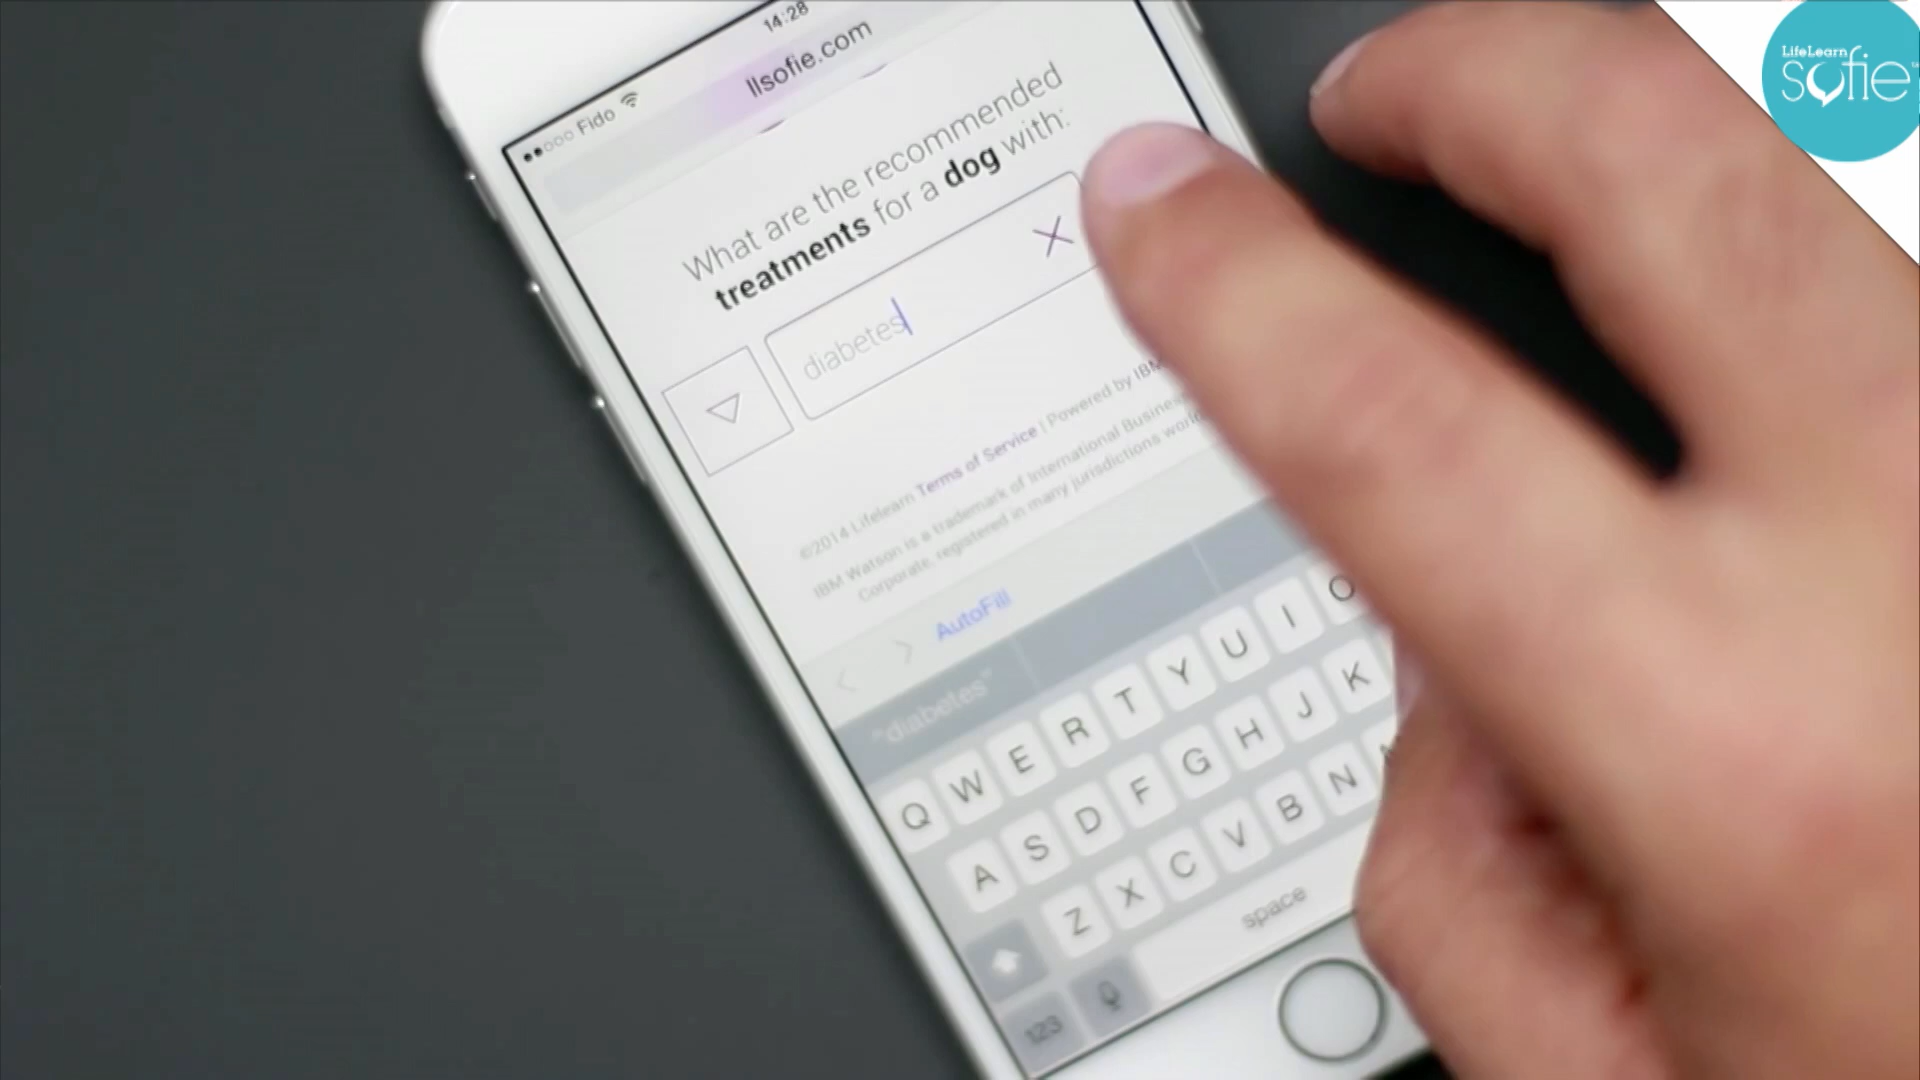 LifeLearn
sofie
Fido
14:28
llsofie.com
What are the recommended
treatments for a dog with:
diabetes
©2014 Lifelearn Terms of Service | Powered by IBM
IBM Watson is a trademark of International Business
Corporate, registered in many jurisdictions
AutoFill
"diabetes"
Q W E R T Y U I O
A S D F G H J K
Z X C V B N
123
space